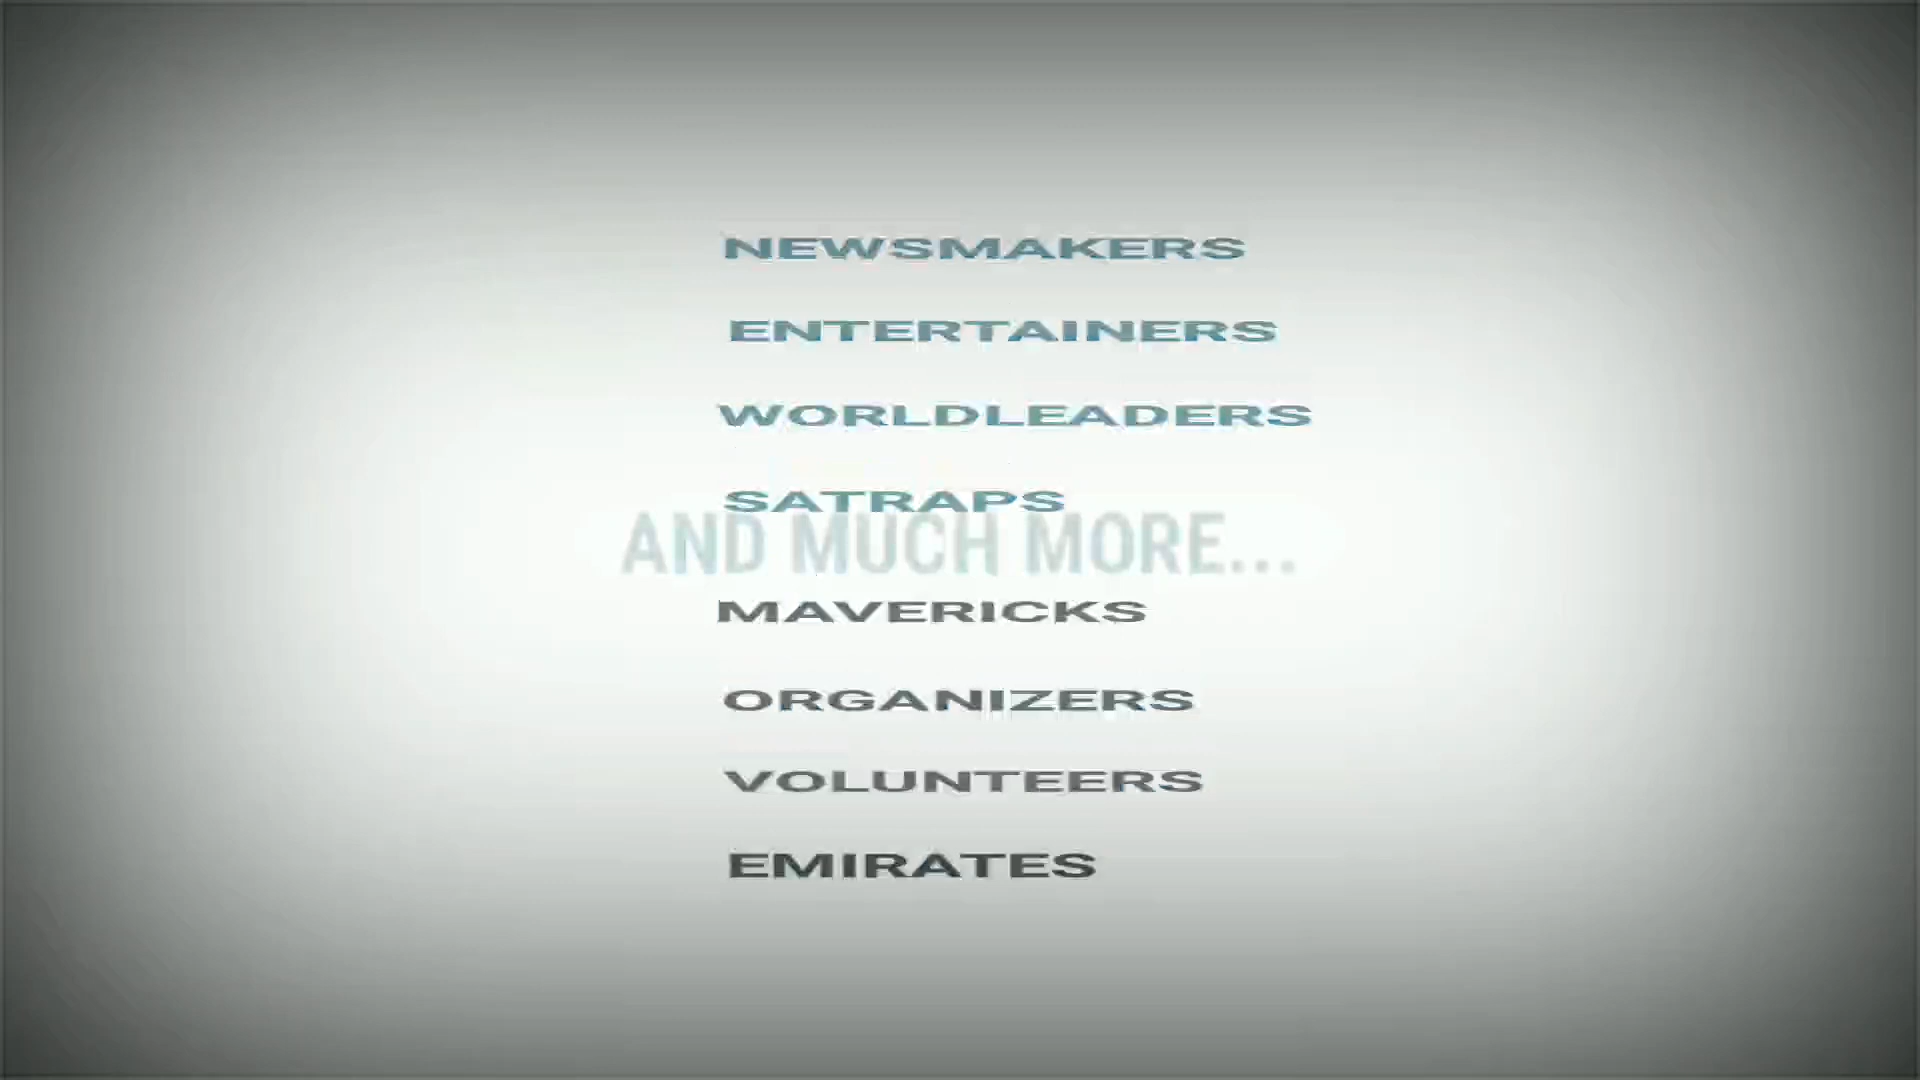 NEWSMAKERS
ENTERTAINERS
WORLDLEADERS
SATRAPS
AND MUCH MORE...
MAVERICKS
ORGANIZERS
VOLUNTEERS
EMIRATES